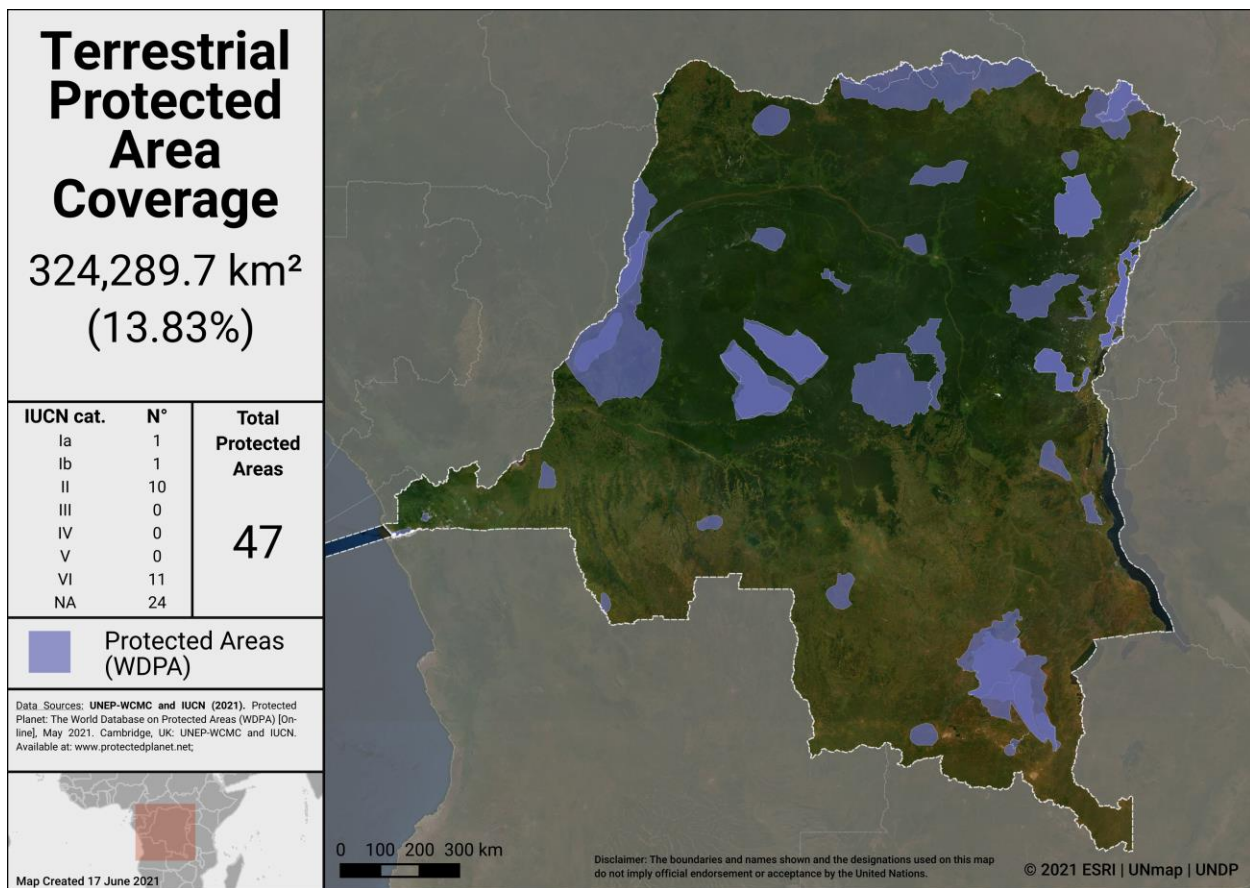 Terrestrial
Protected
Area
Coverage
324,289.7 km²
(13.83%)
IUCN cat. N°
Ia 1
Ib 1
II 10
III 0
IV 0
V 0
VI 11
NA 24
Total
Protected
Areas
47
Protected Areas
(WDPA)
Data Sources: UNEP-WCMC and IUCN (2021). Protected
Planet: The World Database on Protected Areas (WDPA) [On-
line], May 2021. Cambridge, UK: UNEP-WCMC and IUCN.
Available at: www.protectedplanet.net;
Map Created 17 June 2021
0 100 200 300 km
Disclaimer: The boundaries and names shown and the designations used on this map
do not imply official endorsement or acceptance by the United Nations.
© 2021 ESRI | UNmap | UNDP